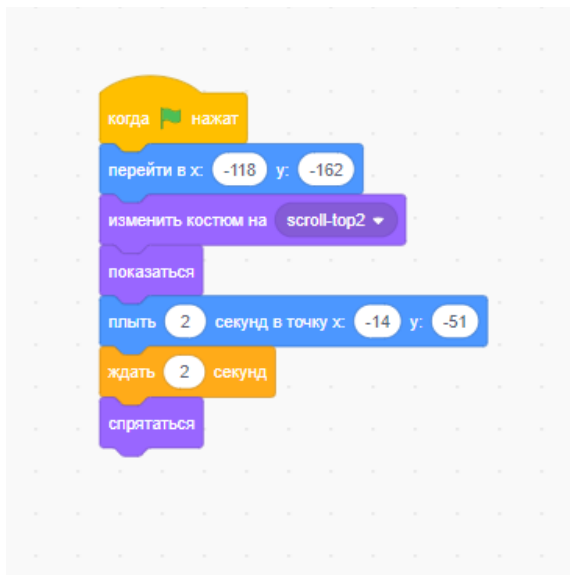 когда нажат
перейти в x: -118 y: -162
изменить костюм на scroll-top2
показаться
плыть 2 секунд в точку x: -14 y: -51
ждать 2 секунд
спрятаться